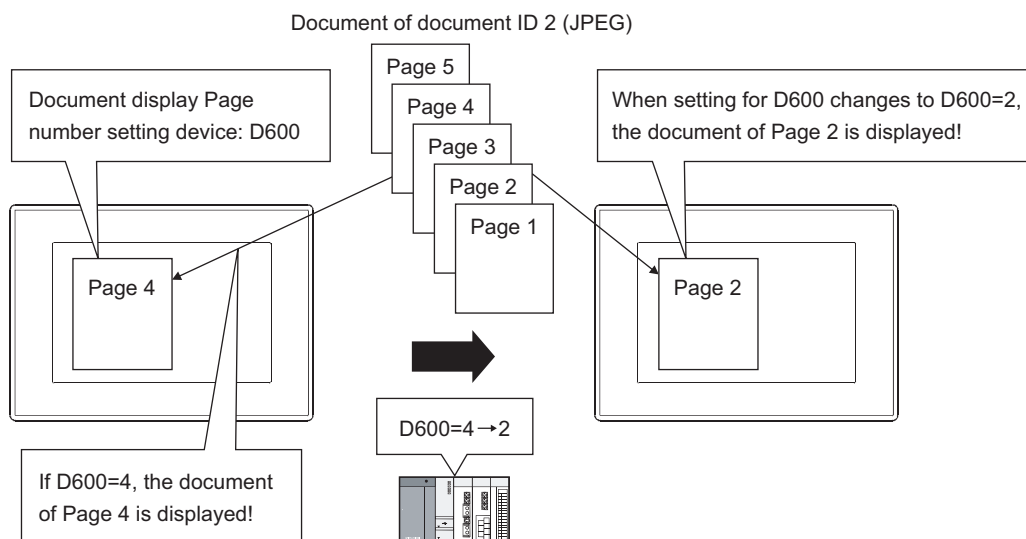 Document of document ID 2 (JPEG)
Page 5
Page 4
Page 3
Page 2
Page 1
Document display Page
number setting device: D600
When setting for D600 changes to D600=2,
the document of Page 2 is displayed!
Page 4
Page 2
D600=4→2
If D600=4, the document
of Page 4 is displayed!